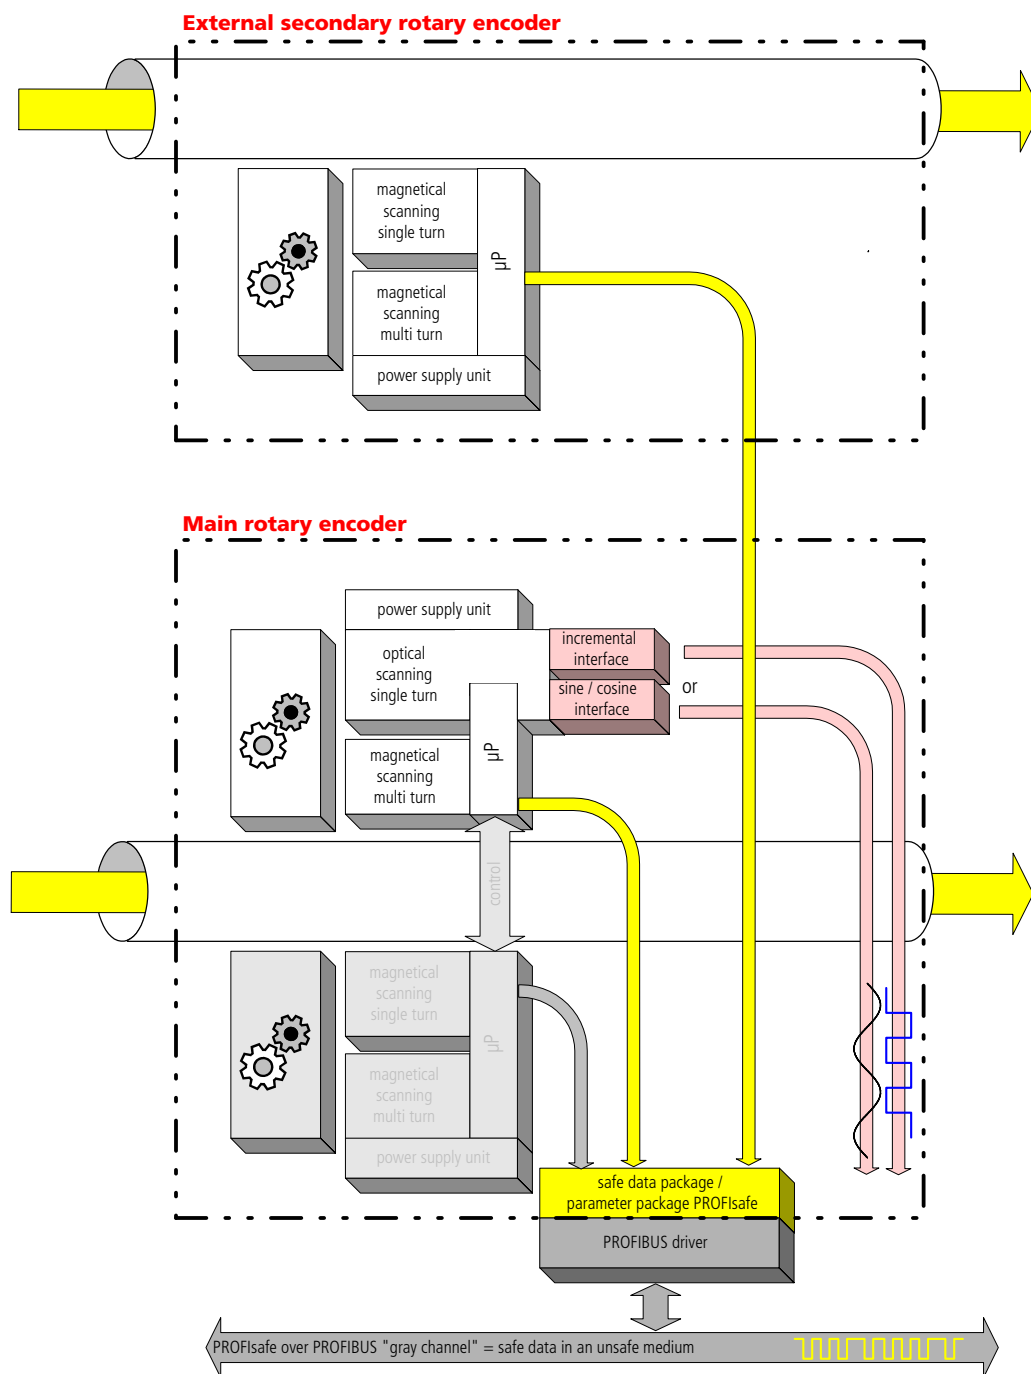 External secondary rotary encoder
magnetical
scanning
single turn
µP
magnetical
scanning
multi turn
power supply unit
Main rotary encoder
power supply unit
optical
scanning
single turn
incremental
interface
sine / cosine
interface
or
µP
magnetical
scanning
multi turn
control
magnetical
scanning
single turn
µP
magnetical
scanning
multi turn
power supply unit
safe data package /
parameter package PROFIsafe
PROFIBUS driver
PROFIsafe over PROFIBUS "gray channel" = safe data in an unsafe medium